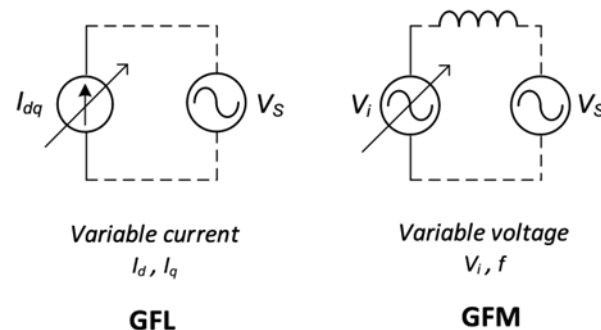 I_dq V_S V_i V_S
Variable current
I_d , I_q
GFL
Variable voltage
V_i , f
GFM